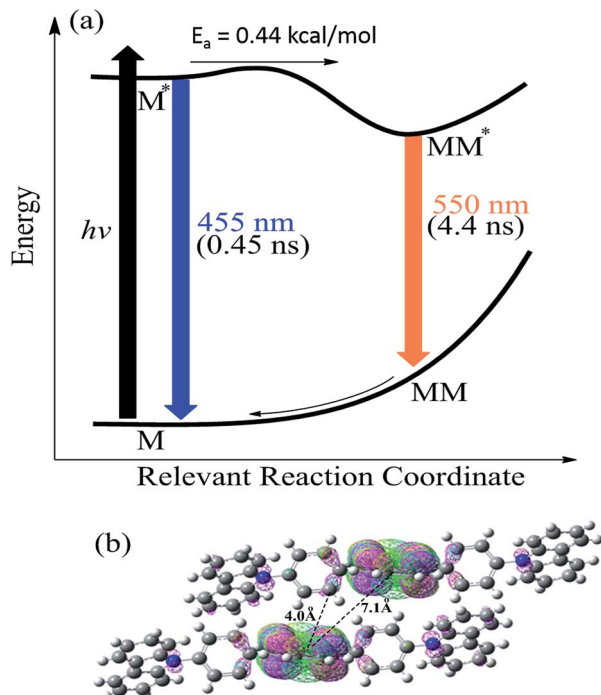 (a)
Eₐ = 0.44 kcal/mol
M*
MM*
hν
455 nm
(0.45 ns)
550 nm
(4.4 ns)
Energy
MM
M
Relevant Reaction Coordinate
(b)
4.0Å
7.1Å